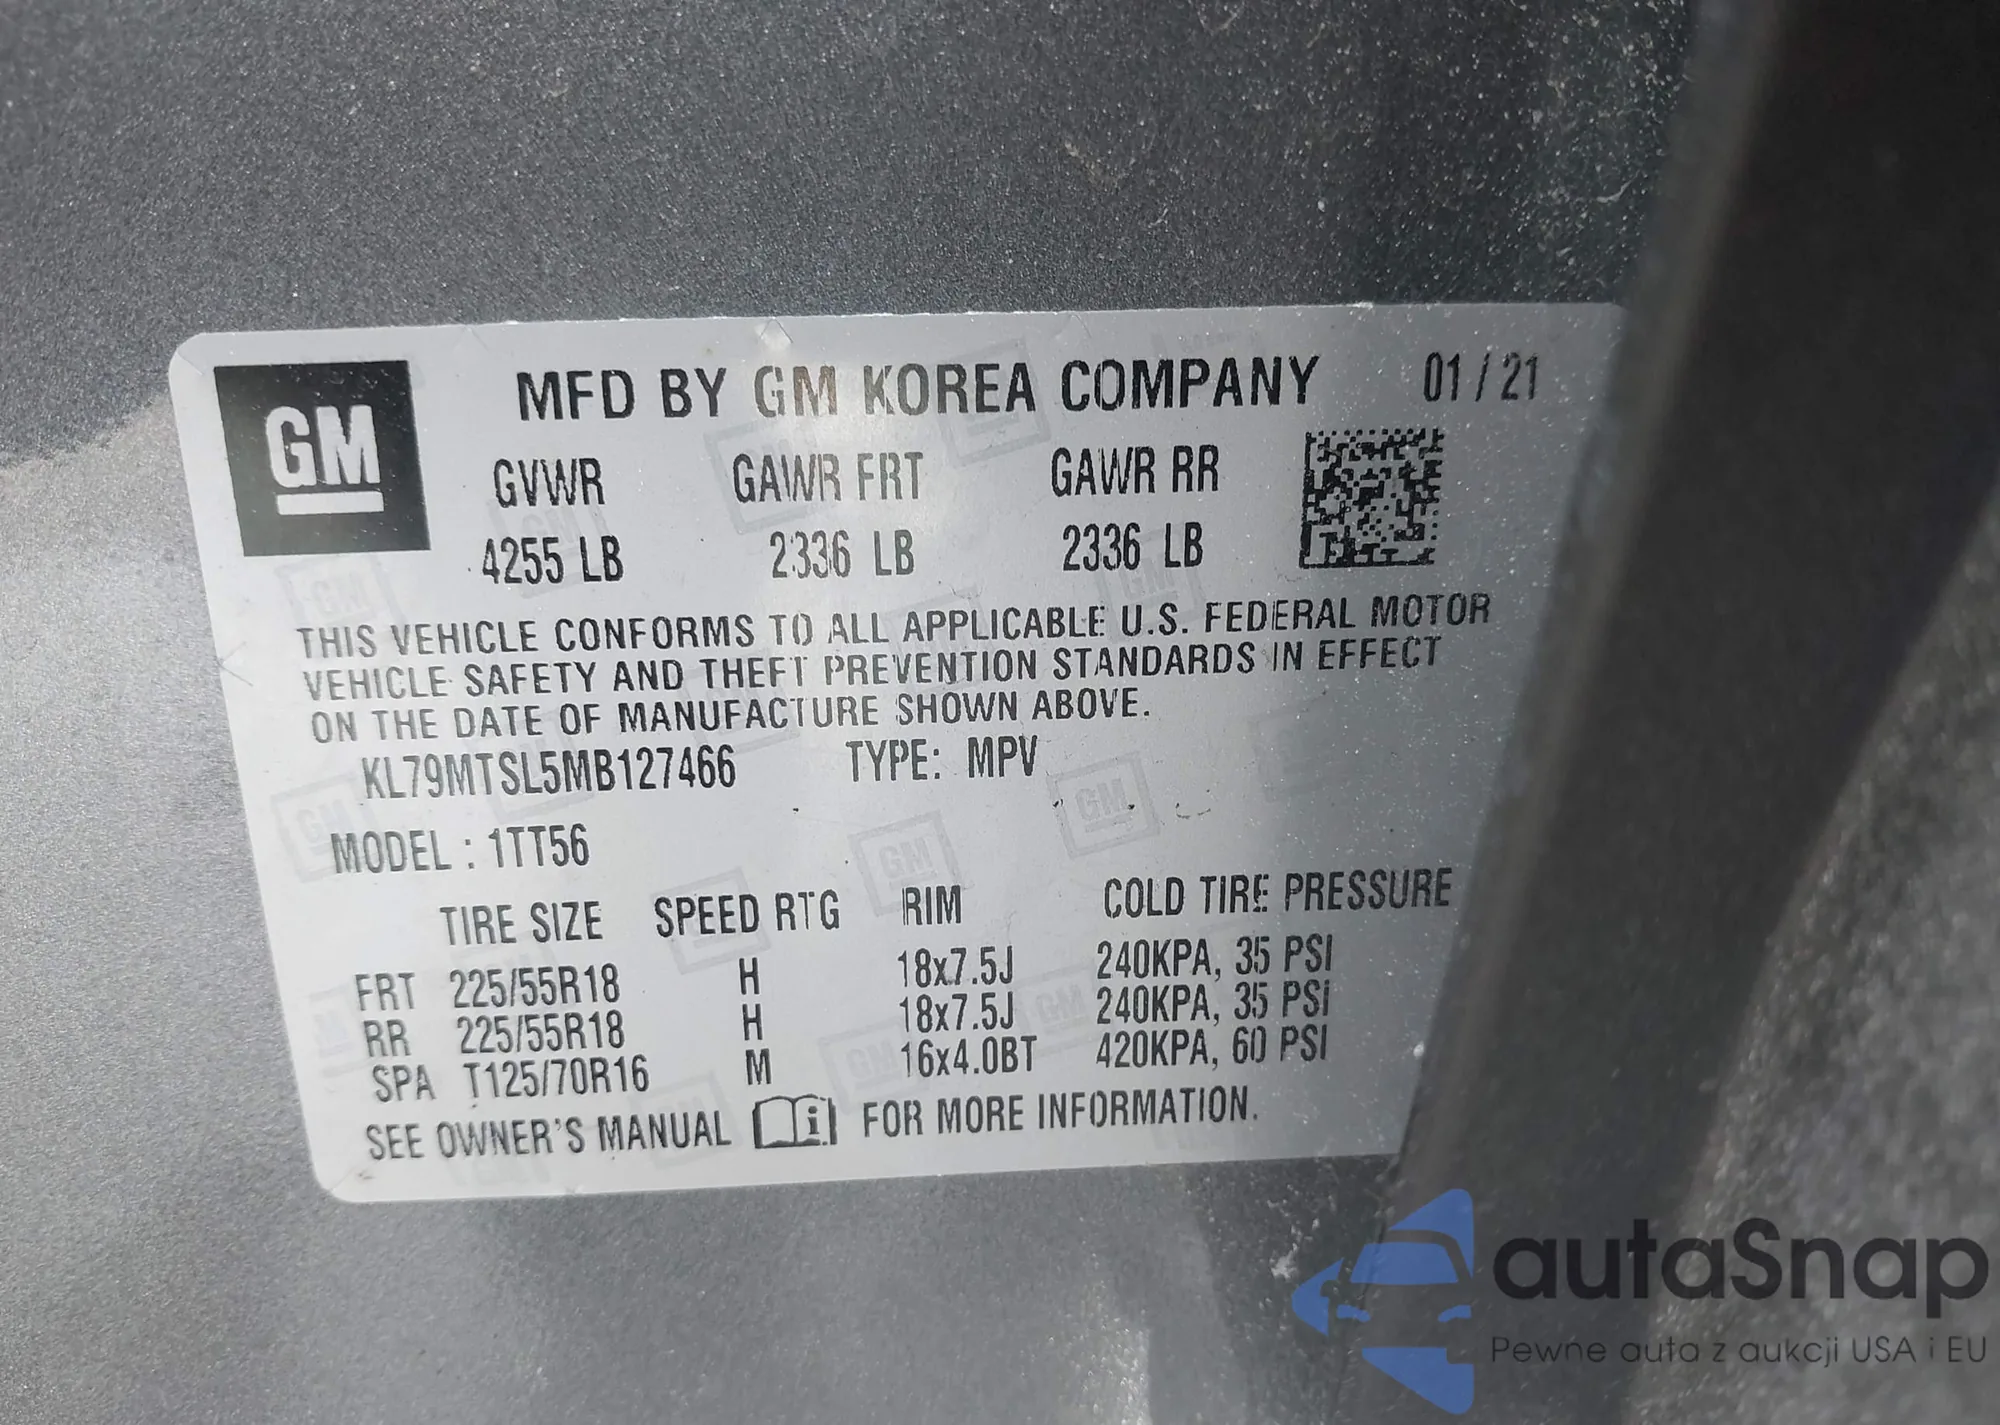 GM
MFD BY GM KOREA COMPANY 01 / 21
GVWR GAWR FRT GAWR RR
4255 LB 2336 LB 2336 LB
THIS VEHICLE CONFORMS TO ALL APPLICABLE U.S. FEDERAL MOTOR
VEHICLE SAFETY AND THEFT PREVENTION STANDARDS IN EFFECT
ON THE DATE OF MANUFACTURE SHOWN ABOVE.
KL79MTSL5MB127466 TYPE: MPV
MODEL : 1TT56
TIRE SIZE SPEED RTG RIM COLD TIRE PRESSURE
FRT 225/55R18 H 18x7.5J 240KPA, 35 PSI
RR 225/55R18 H 18x7.5J 240KPA, 35 PSI
SPA T125/70R16 M 16x4.0BT 420KPA, 60 PSI
SEE OWNER'S MANUAL i FOR MORE INFORMATION.
autaSnap
Pewne auta z aukcji USA i EU